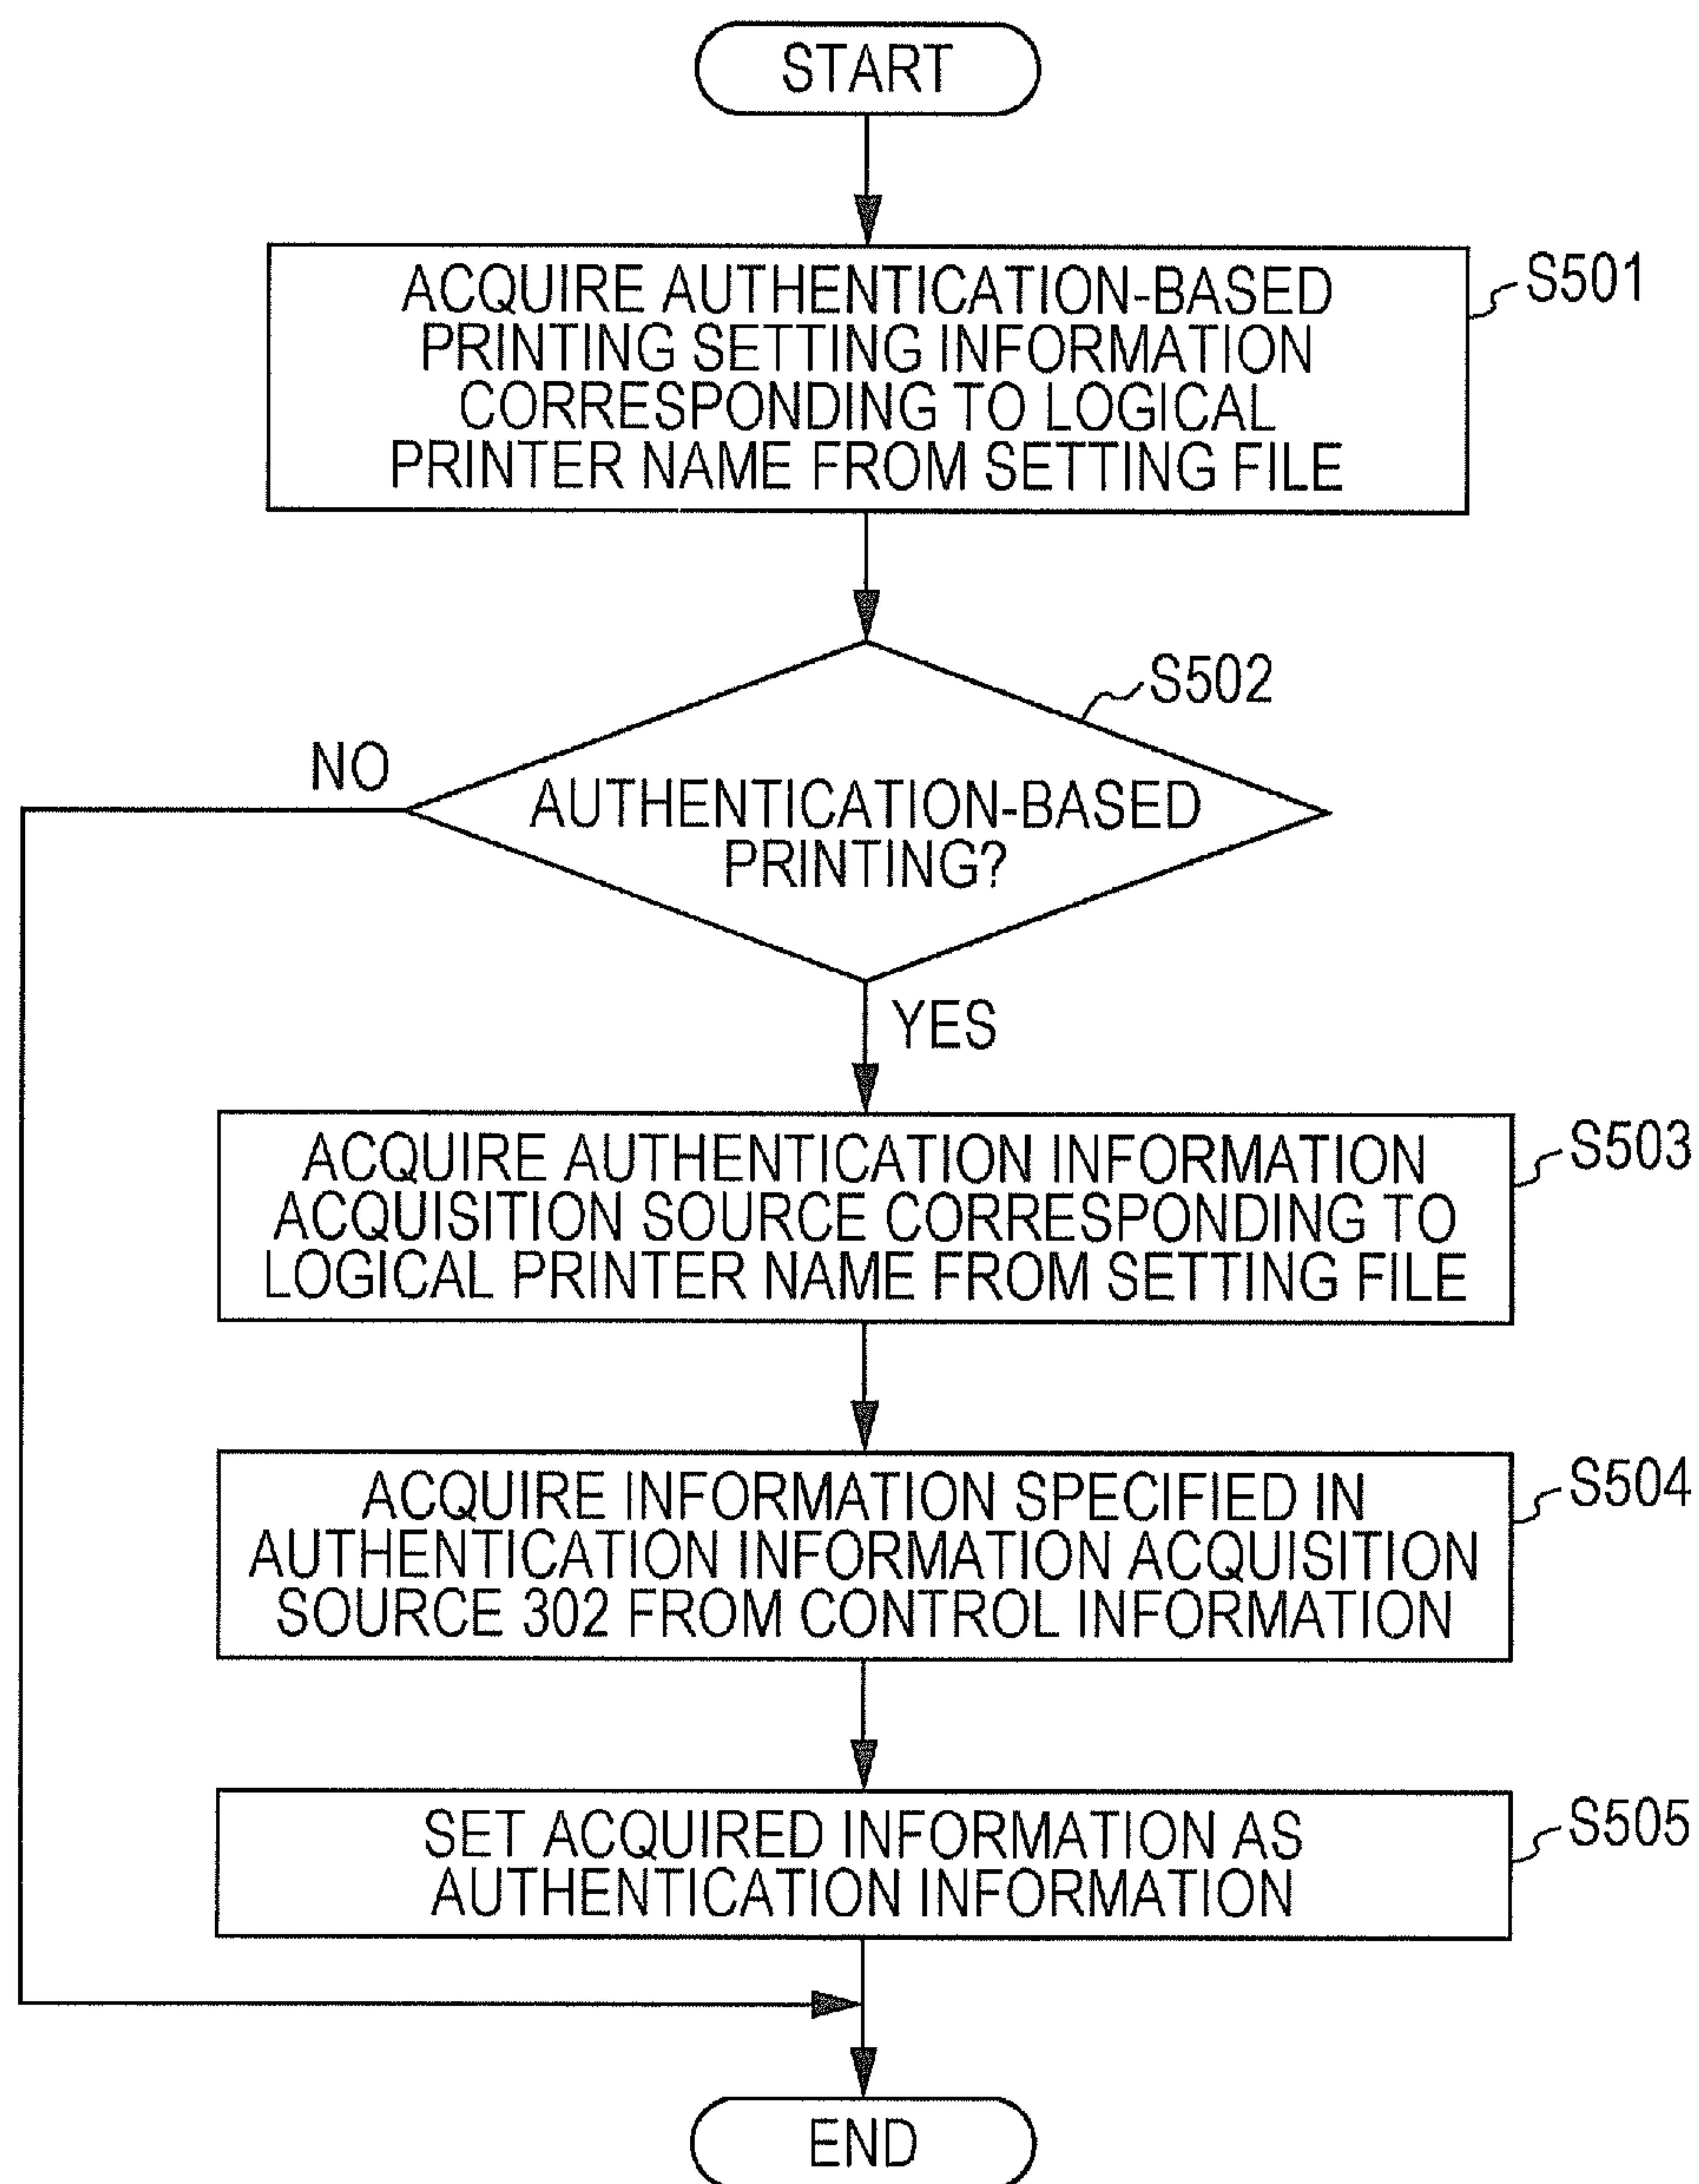 START
ACQUIRE AUTHENTICATION-BASED
PRINTING SETTING INFORMATION
CORRESPONDING TO LOGICAL
PRINTER NAME FROM SETTING FILE
S501
S502
NO
AUTHENTICATION-BASED
PRINTING?
YES
ACQUIRE AUTHENTICATION INFORMATION
ACQUISITION SOURCE CORRESPONDING TO
LOGICAL PRINTER NAME FROM SETTING FILE
S503
ACQUIRE INFORMATION SPECIFIED IN
AUTHENTICATION INFORMATION ACQUISITION
SOURCE 302 FROM CONTROL INFORMATION
S504
SET ACQUIRED INFORMATION AS
AUTHENTICATION INFORMATION
S505
END